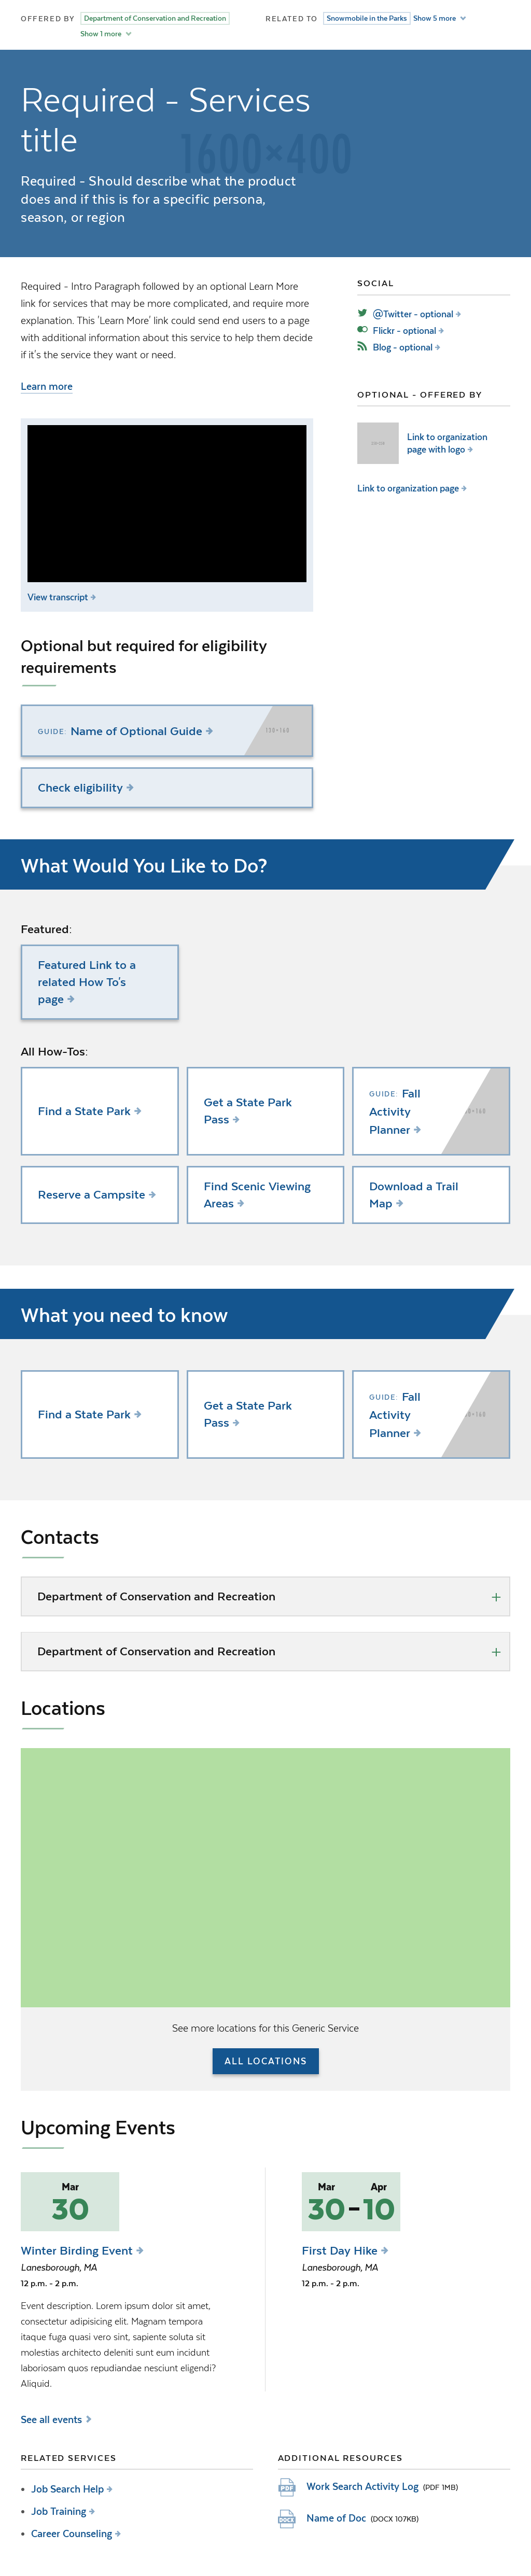 OFFERED BY Department of Conservation and Recreation
Show 1 more
RELATED TO Snowmobile in the Parks Show 5 more
1600×400
Required - Services
title
Required - Should describe what the product
does and if this is for a specific persona,
season, or region
Required - Intro Paragraph followed by an optional Learn More
link for services that may be more complicated, and require more
explanation. This 'Learn More' link could send end users to a page
with additional information about this service to help them decide
if it's the service they want or need.
Learn more
View transcript
SOCIAL
@Twitter - optional
Flickr - optional
Blog - optional
OPTIONAL - OFFERED BY
Link to organization
page with logo
Link to organization page
Optional but required for eligibility
requirements
GUIDE: Name of Optional Guide
Check eligibility
What Would You Like to Do?
Featured:
Featured Link to a
related How To's
page
All How-Tos:
Find a State Park
Get a State Park
Pass
GUIDE: Fall
Activity
Planner
Reserve a Campsite
Find Scenic Viewing
Areas
Download a Trail
Map
What you need to know
Find a State Park
Get a State Park
Pass
GUIDE: Fall
Activity
Planner
Contacts
Department of Conservation and Recreation
Department of Conservation and Recreation
Locations
See more locations for this Generic Service
ALL LOCATIONS
Upcoming Events
Mar
30
Winter Birding Event
Lanesborough, MA
12 p.m. - 2 p.m.
Event description. Lorem ipsum dolor sit amet,
consectetur adipisicing elit. Magnam tempora
itaque fuga quasi vero sint, sapiente soluta sit
molestias architecto deleniti sunt eum incidunt
laboriosam quos repudiandae nesciunt eligendi?
Aliquid.
Mar Apr
30-10
First Day Hike
Lanesborough, MA
12 p.m. - 2 p.m.
See all events
RELATED SERVICES
Job Search Help
Job Training
Career Counseling
ADDITIONAL RESOURCES
PDF Work Search Activity Log (PDF 1MB)
DOCX Name of Doc (DOCX 107KB)